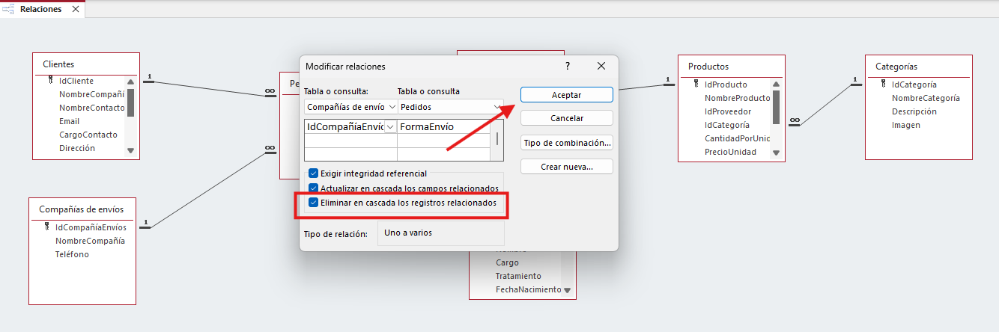 Relaciones
Clientes
IdCliente
NombreCompañí
NombreContacto
Email
CargoContacto
Dirección
1
∞
Pe
Compañías de envíos
IdCompañíaEnvíos
NombreCompañía
Teléfono
1
∞
Modificar relaciones
?
Tabla o consulta:
Tabla o consulta
Compañías de envío
Pedidos
IdCompañíaEnvíc
FormaEnvío
Exigir integridad referencial
Actualizar en cascada los campos relacionados
Eliminar en cascada los registros relacionados
Tipo de relación:
Uno a varios
Aceptar
Cancelar
Tipo de combinación...
Crear nueva...
Cargo
Tratamiento
FechaNacimiento
1
Productos
IdProducto
NombreProducto
IdProveedor
IdCategoría
CantidadPorUnic
PrecioUnidad
∞
1
Categorías
IdCategoría
NombreCategoría
Descripción
Imagen